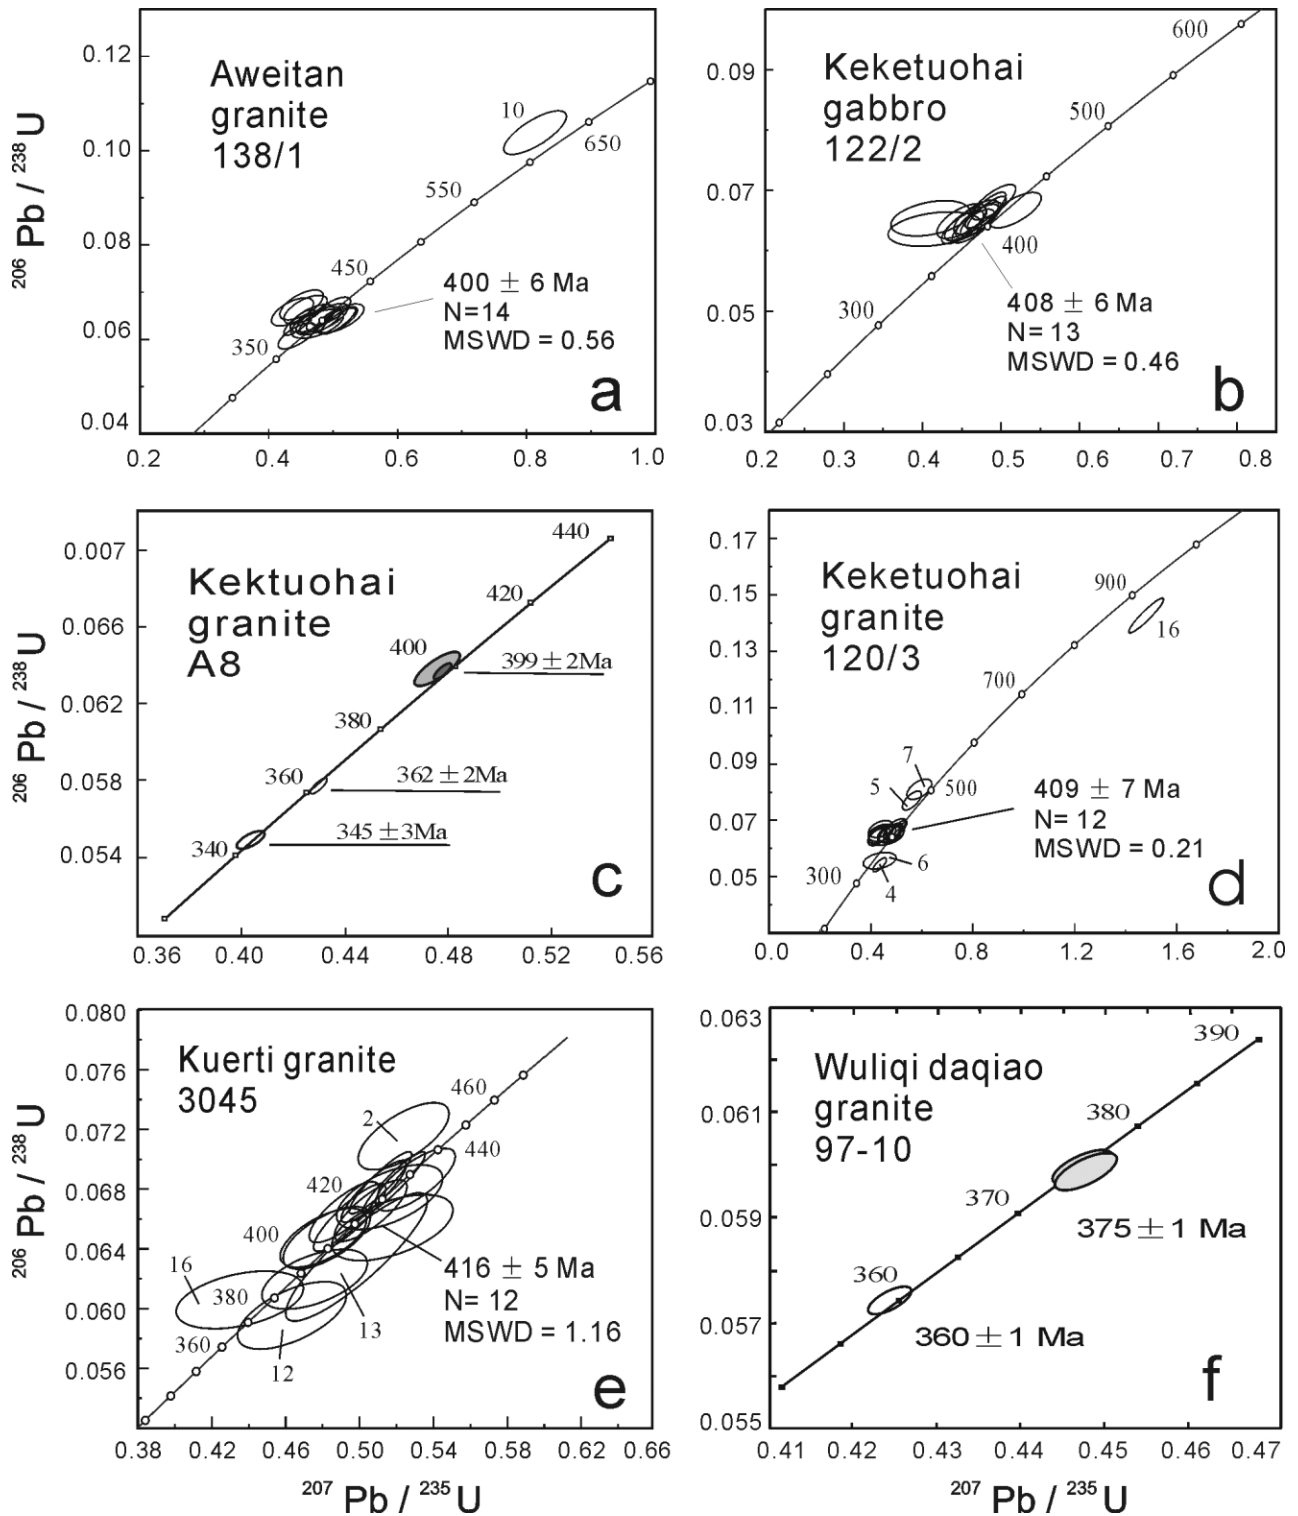 0.12
0.10
0.08
0.06
0.04
Aweitan
granite
138/1
10
650
550
450
350
400 ± 6 Ma
N=14
MSWD = 0.56
a
0.2
0.4
0.6
0.8
1.0
206 Pb / 238 U
0.09
0.07
0.05
0.03
Keketuohai
gabbro
122/2
600
500
400
300
408 ± 6 Ma
N= 13
MSWD = 0.46
b
0.2
0.3
0.4
0.5
0.6
0.7
0.8
0.007
0.066
0.062
0.058
0.054
Kektuohai
granite
A8
440
420
400
380
360
340
399 ± 2Ma
362 ± 2Ma
345 ± 3Ma
c
0.36
0.40
0.44
0.48
0.52
0.56
206 Pb / 238 U
0.17
0.15
0.13
0.11
0.09
0.07
0.05
Keketuohai
granite
120/3
900
16
700
7
5
500
6
4
300
409 ± 7 Ma
N= 12
MSWD = 0.21
d
0.0
0.4
0.8
1.2
1.6
2.0
0.080
0.076
0.072
0.068
0.064
0.060
0.056
Kuerti granite
3045
460
2
440
420
400
16
380
360
13
12
416 ± 5 Ma
N= 12
MSWD = 1.16
e
0.38
0.42
0.46
0.50
0.54
0.58
0.62
0.66
206 Pb / 238 U
207 Pb / 235 U
0.063
0.061
0.059
0.057
0.055
Wuliqi daqiao
granite
97-10
390
380
370
360
375 ± 1 Ma
360 ± 1 Ma
f
0.41
0.42
0.43
0.44
0.45
0.46
0.47
207 Pb / 235 U